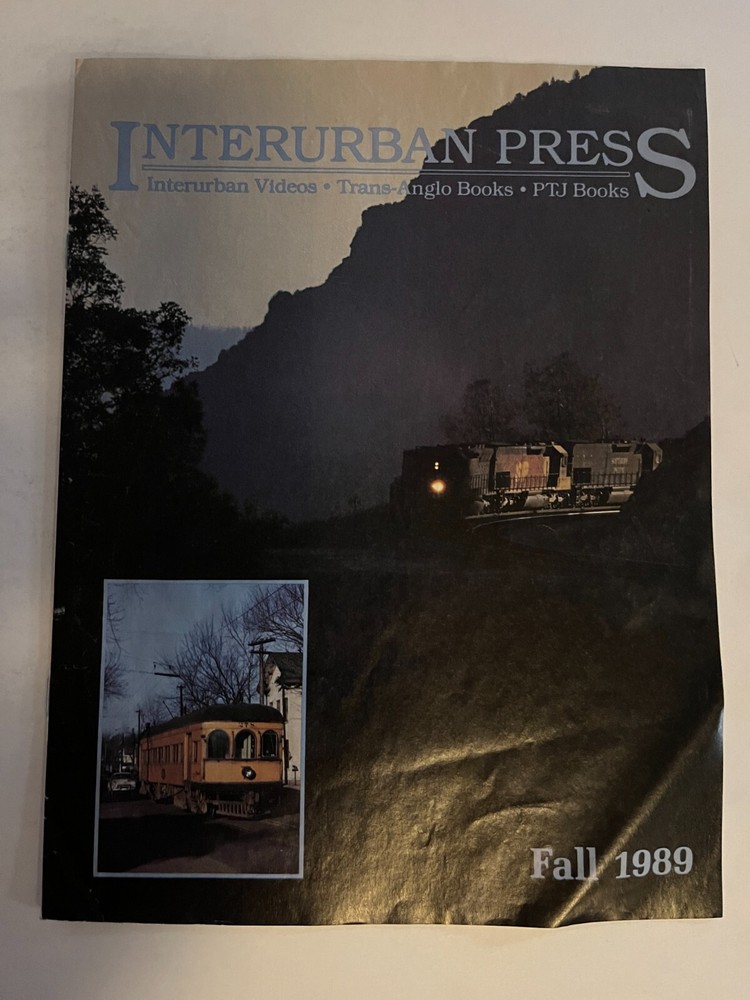 INTERURBAN PRESS
Interurban Videos • Trans-Anglo Books • PTJ Books
Fall 1989